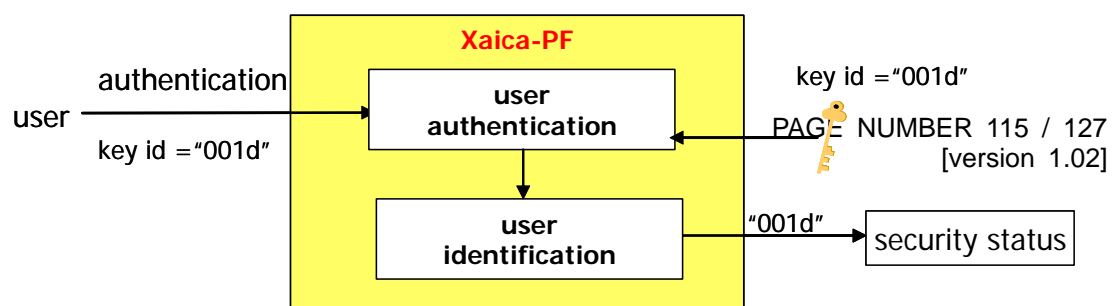 Xaica-PF
authentication
user
key id =“001d”
user
authentication
key id =“001d”
PAGE NUMBER 115 / 127
[version 1.02]
user
identification
“001d”
security status